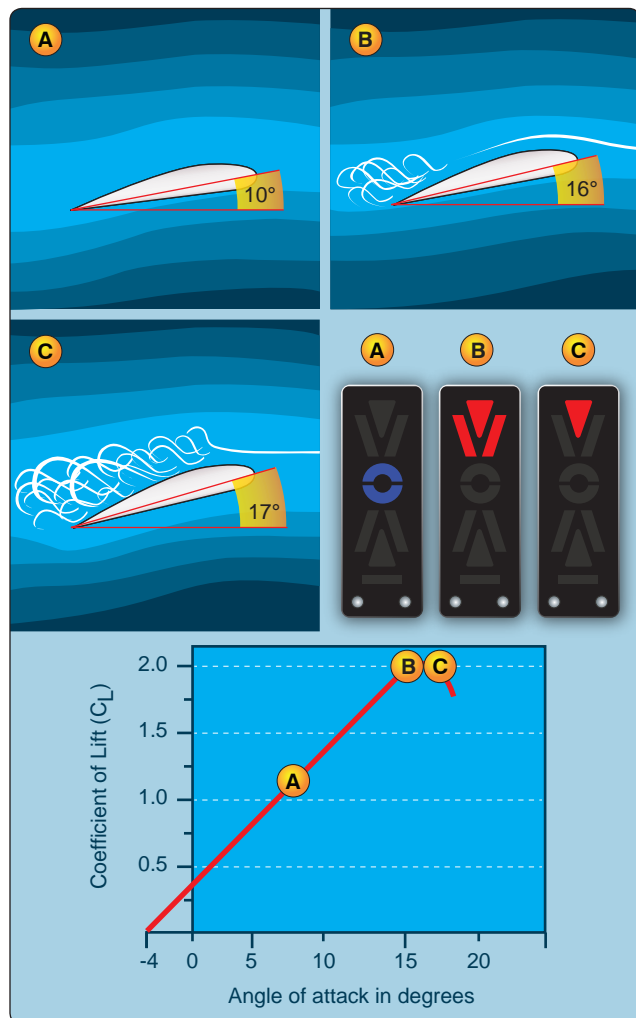 A
B
10°
16°
C
A B C
17°
2.0
B C
1.5
A
1.0
0.5
Coefficient of Lift (CL)
-4 0 5 10 15 20
Angle of attack in degrees